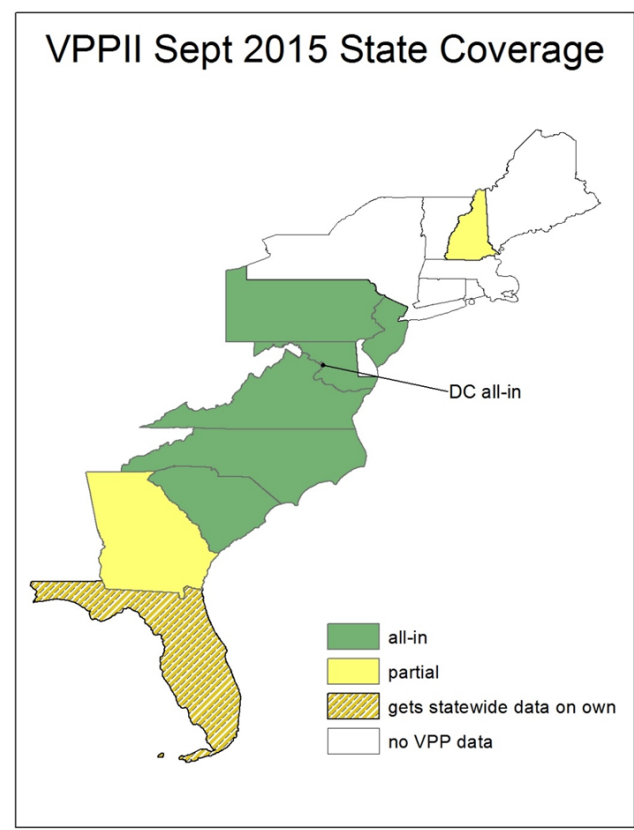 VPPII Sept 2015 State Coverage
DC all-in
all-in
partial
gets statewide data on own
no VPP data